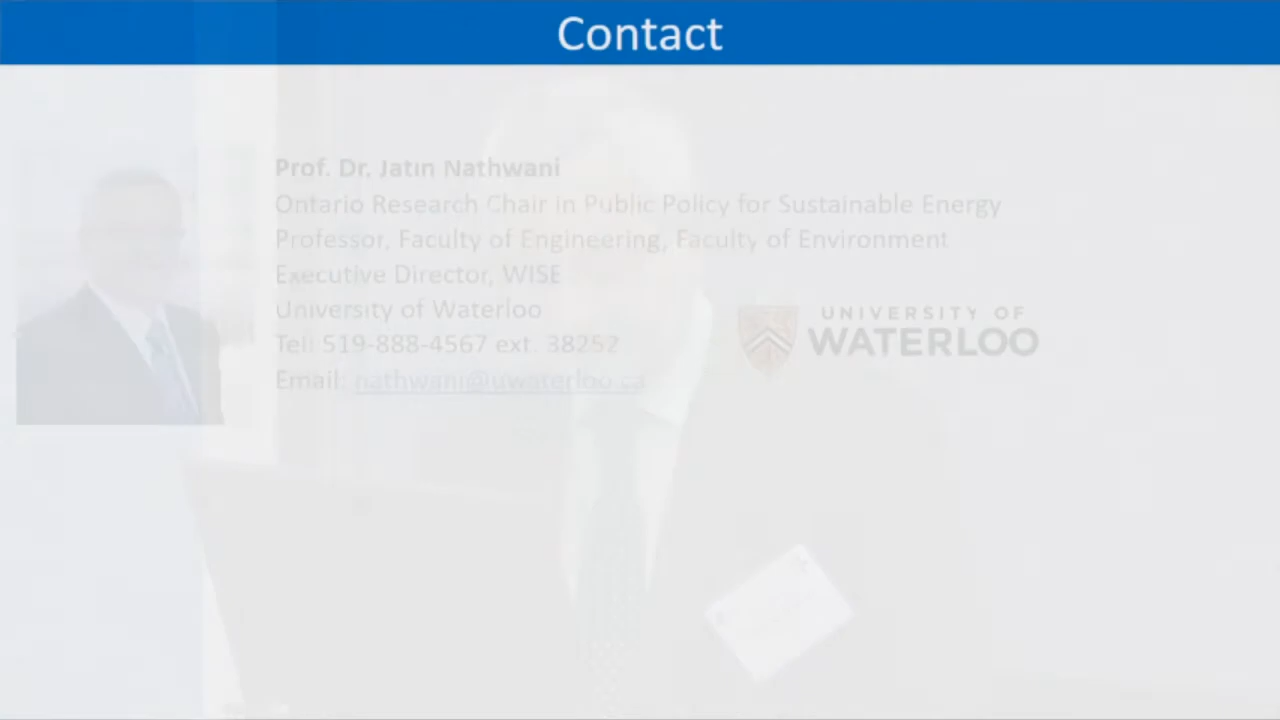 Contact
Prof. Dr. Jatin Nathwani
Ontario Research Chair in Public Policy for Sustainable Energy
Professor, Faculty of Engineering, Faculty of Environment
Executive Director, WISE
University of Waterloo
UNIVERSITY OF
WATERLOO
Tel: 519-888-4567 ext. 38252
Email: nathwani@uwaterloo.ca